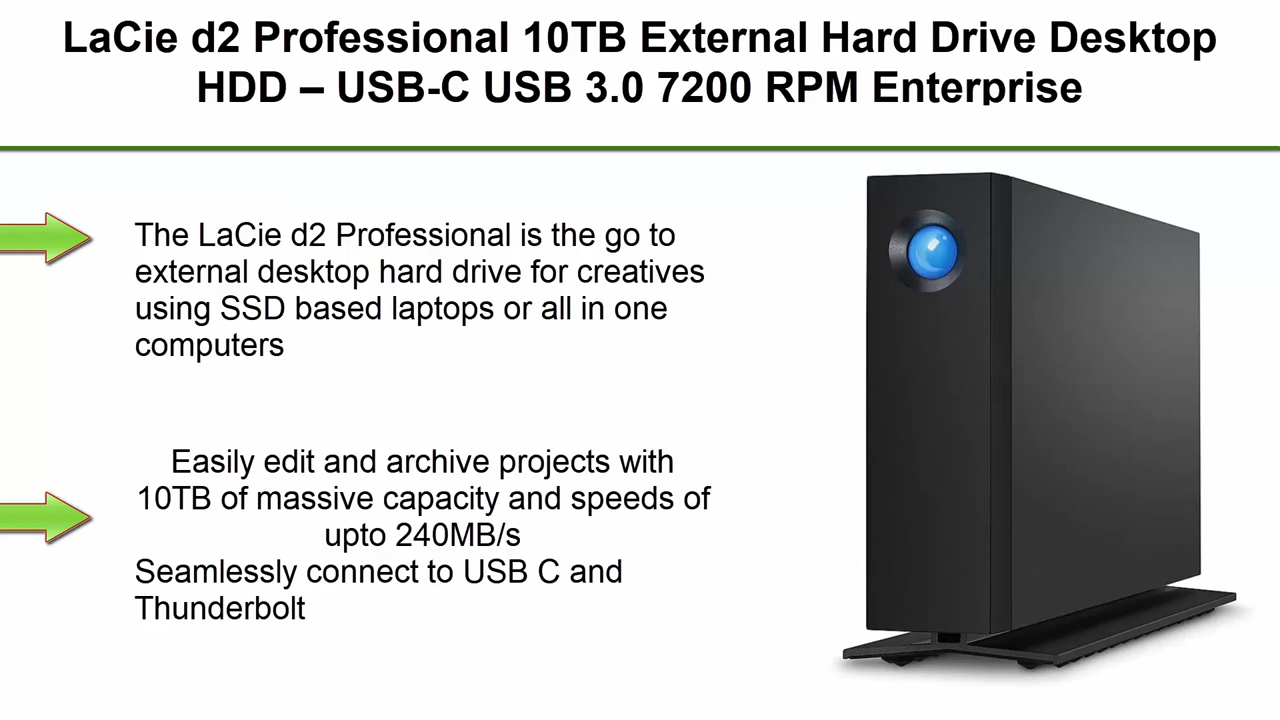 LaCie d2 Professional 10TB External Hard Drive Desktop
HDD – USB-C USB 3.0 7200 RPM Enterprise
The LaCie d2 Professional is the go to
external desktop hard drive for creatives
using SSD based laptops or all in one
computers
Easily edit and archive projects with
10TB of massive capacity and speeds of
upto 240MB/s
Seamlessly connect to USB C and
Thunderbolt